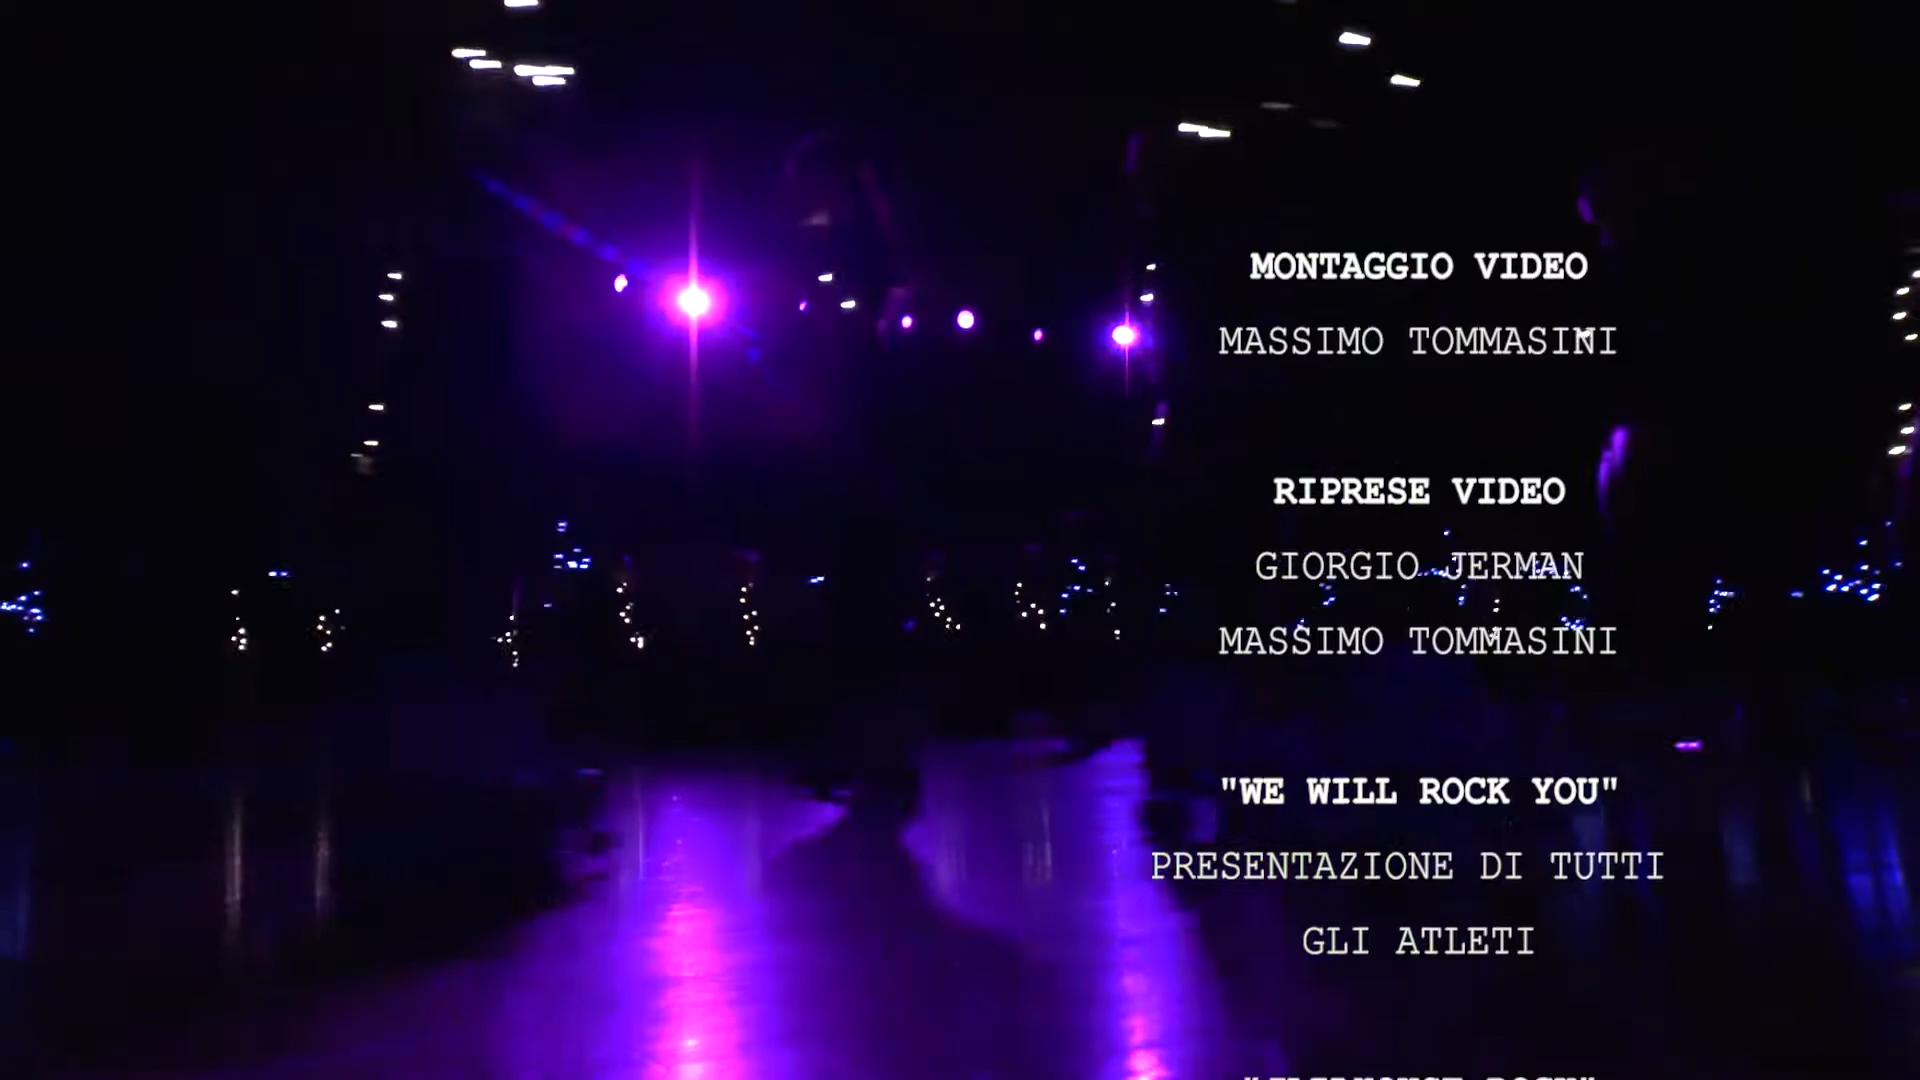 MONTAGGIO VIDEO
MASSIMO TOMMASINI
RIPRESE VIDEO
GIORGIO JERMAN
MASSIMO TOMMASINI
"WE WILL ROCK YOU"
PRESENTAZIONE DI TUTTI
GLI ATLETI